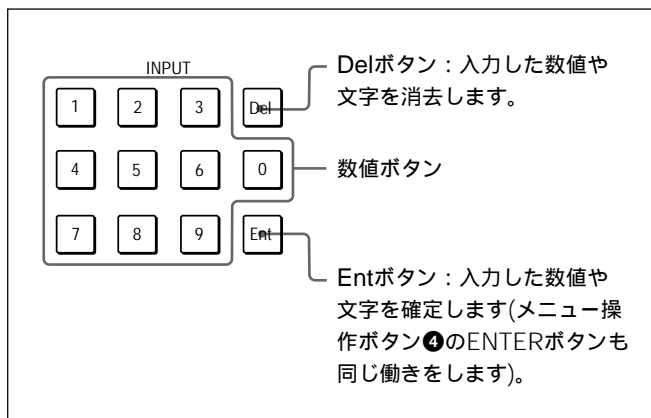 INPUT
1 2 3 Del
4 5 6 0
7 8 9 Ent
Delボタン：入力した数値や
文字を消去します。
数値ボタン
Entボタン：入力した数値や
文字を確定します(メニュー操
作ボタン❹のENTERボタンも
同じ働きをします)。